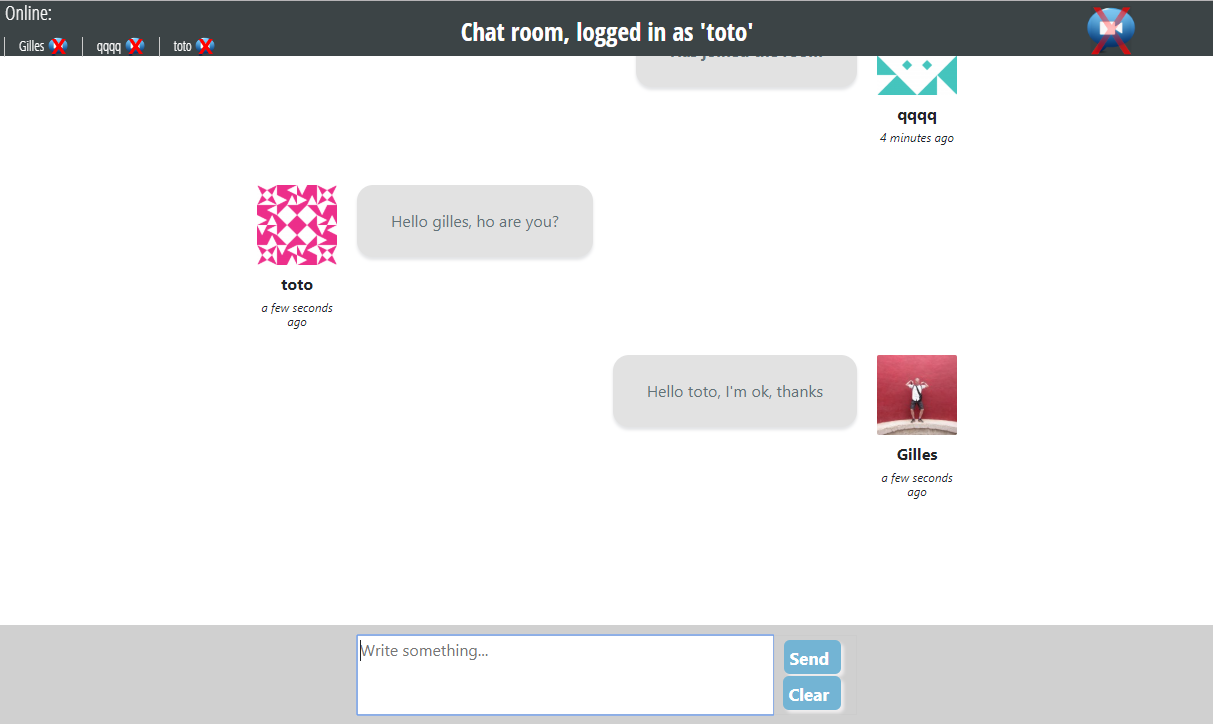 Online:
Gilles
qqqq
toto
Chat room, logged in as 'toto'
qqqq
4 minutes ago
Hello gilles, ho are you?
toto
a few seconds
ago
Hello toto, I'm ok, thanks
Gilles
a few seconds
ago
Write something...
Send
Clear